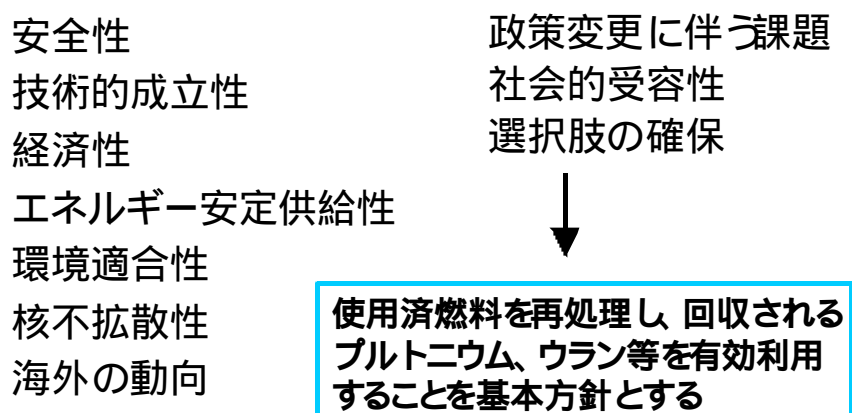 安全性
技術的成立性
経済性
エネルギー安定供給性
環境適合性
核不拡散性
海外の動向
政策変更に伴う課題
社会的受容性
選択肢の確保
使用済燃料を再処理し、回収される
プルトニウム、ウラン等を有効利用
することを基本方針とする